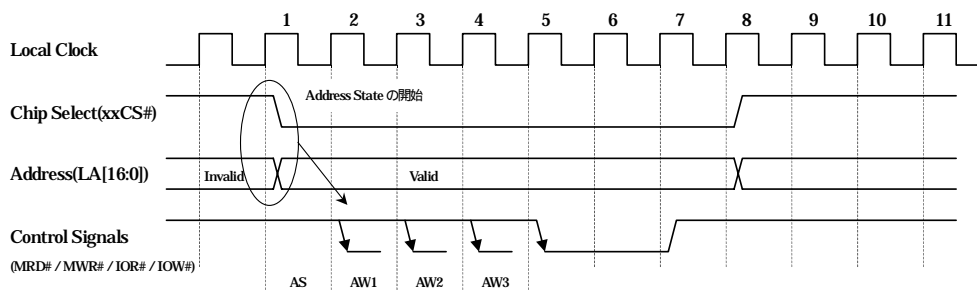 1 2 3 4 5 6 7 8 9 10 11
Local Clock
Address State の開始
Chip Select(xxCS#)
Address(LA[16:0])
Invalid
Valid
Control Signals
(MRD# / MWR# / IOR# / IOW#)
AS AW1 AW2 AW3